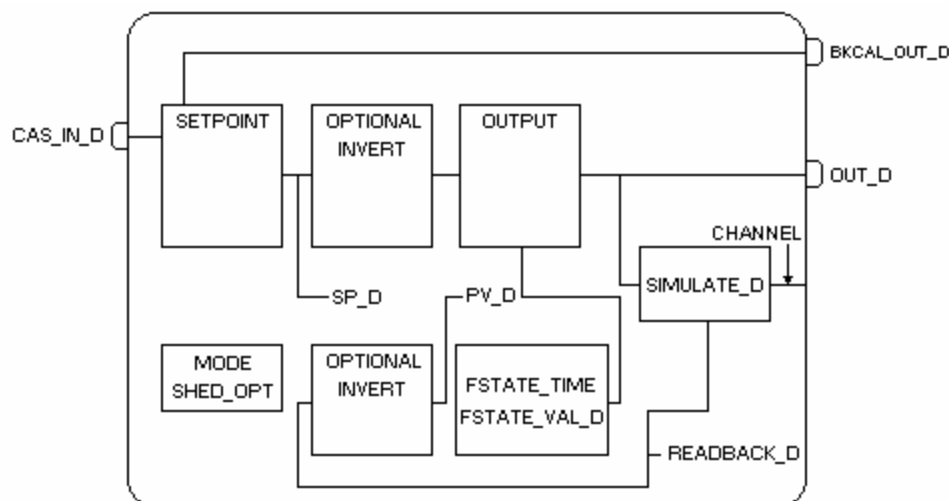 BKCAL_OUT_D
CAS_IN_D
SETPOINT
OPTIONAL
INVERT
OUTPUT
OUT_D
CHANNEL
SIMULATE_D
SP_D
PV_D
MODE
SHED_OPT
OPTIONAL
INVERT
FSTATE_TIME
FSTATE_VAL_D
READBACK_D